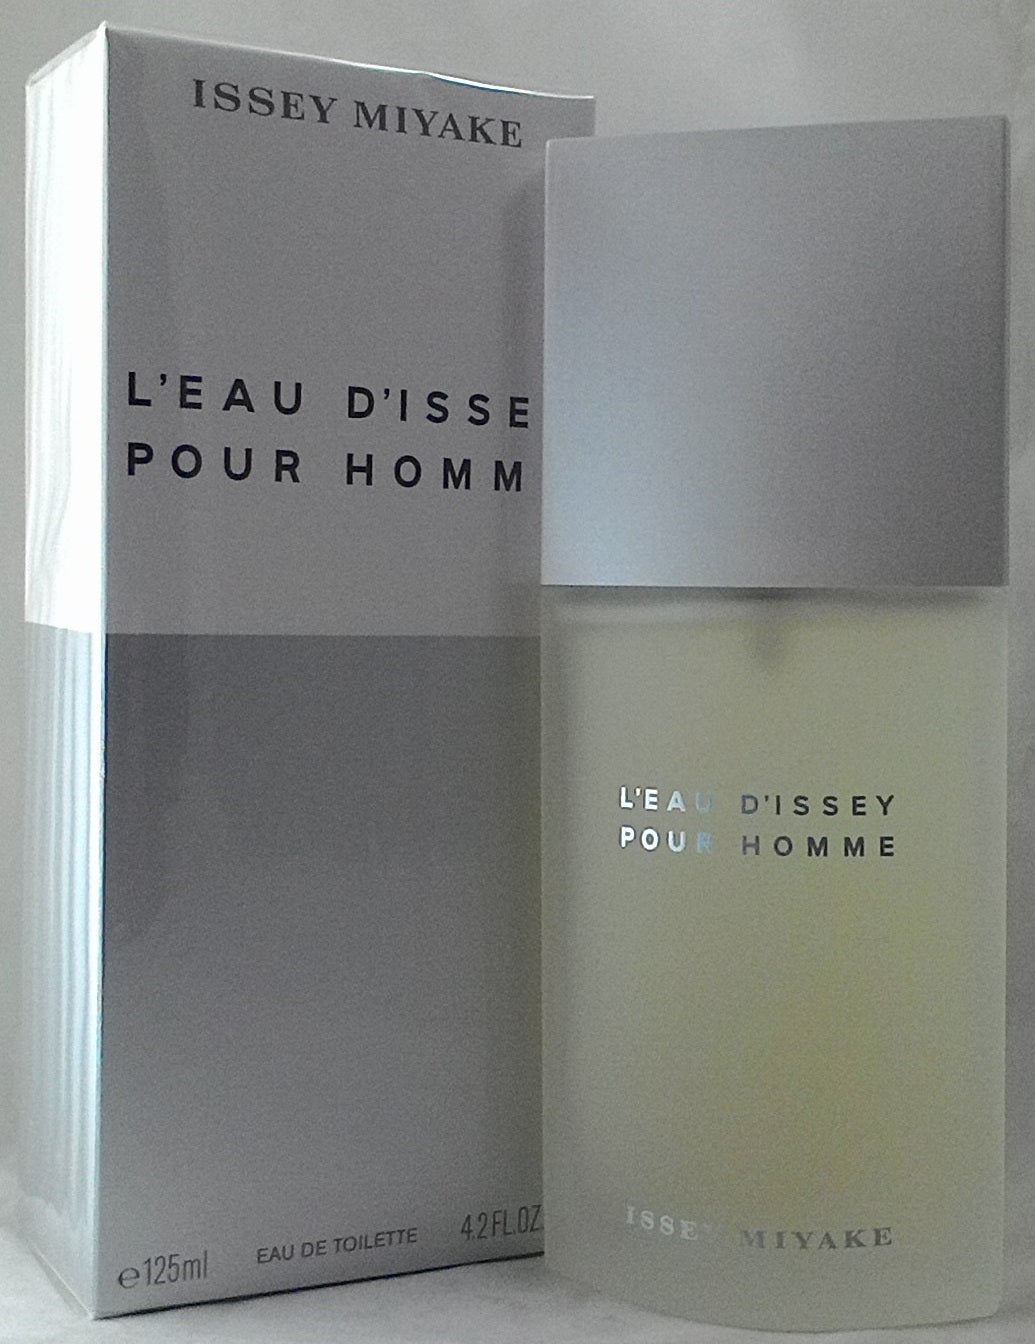 ISSEY MIYAKE
L'EAU D'ISSE
POUR HOMM
e125ml EAU DE TOILETTE 4.2FL.OZ.
L'EAU D'ISSEY
POUR HOMME
ISSEY MIYAKE